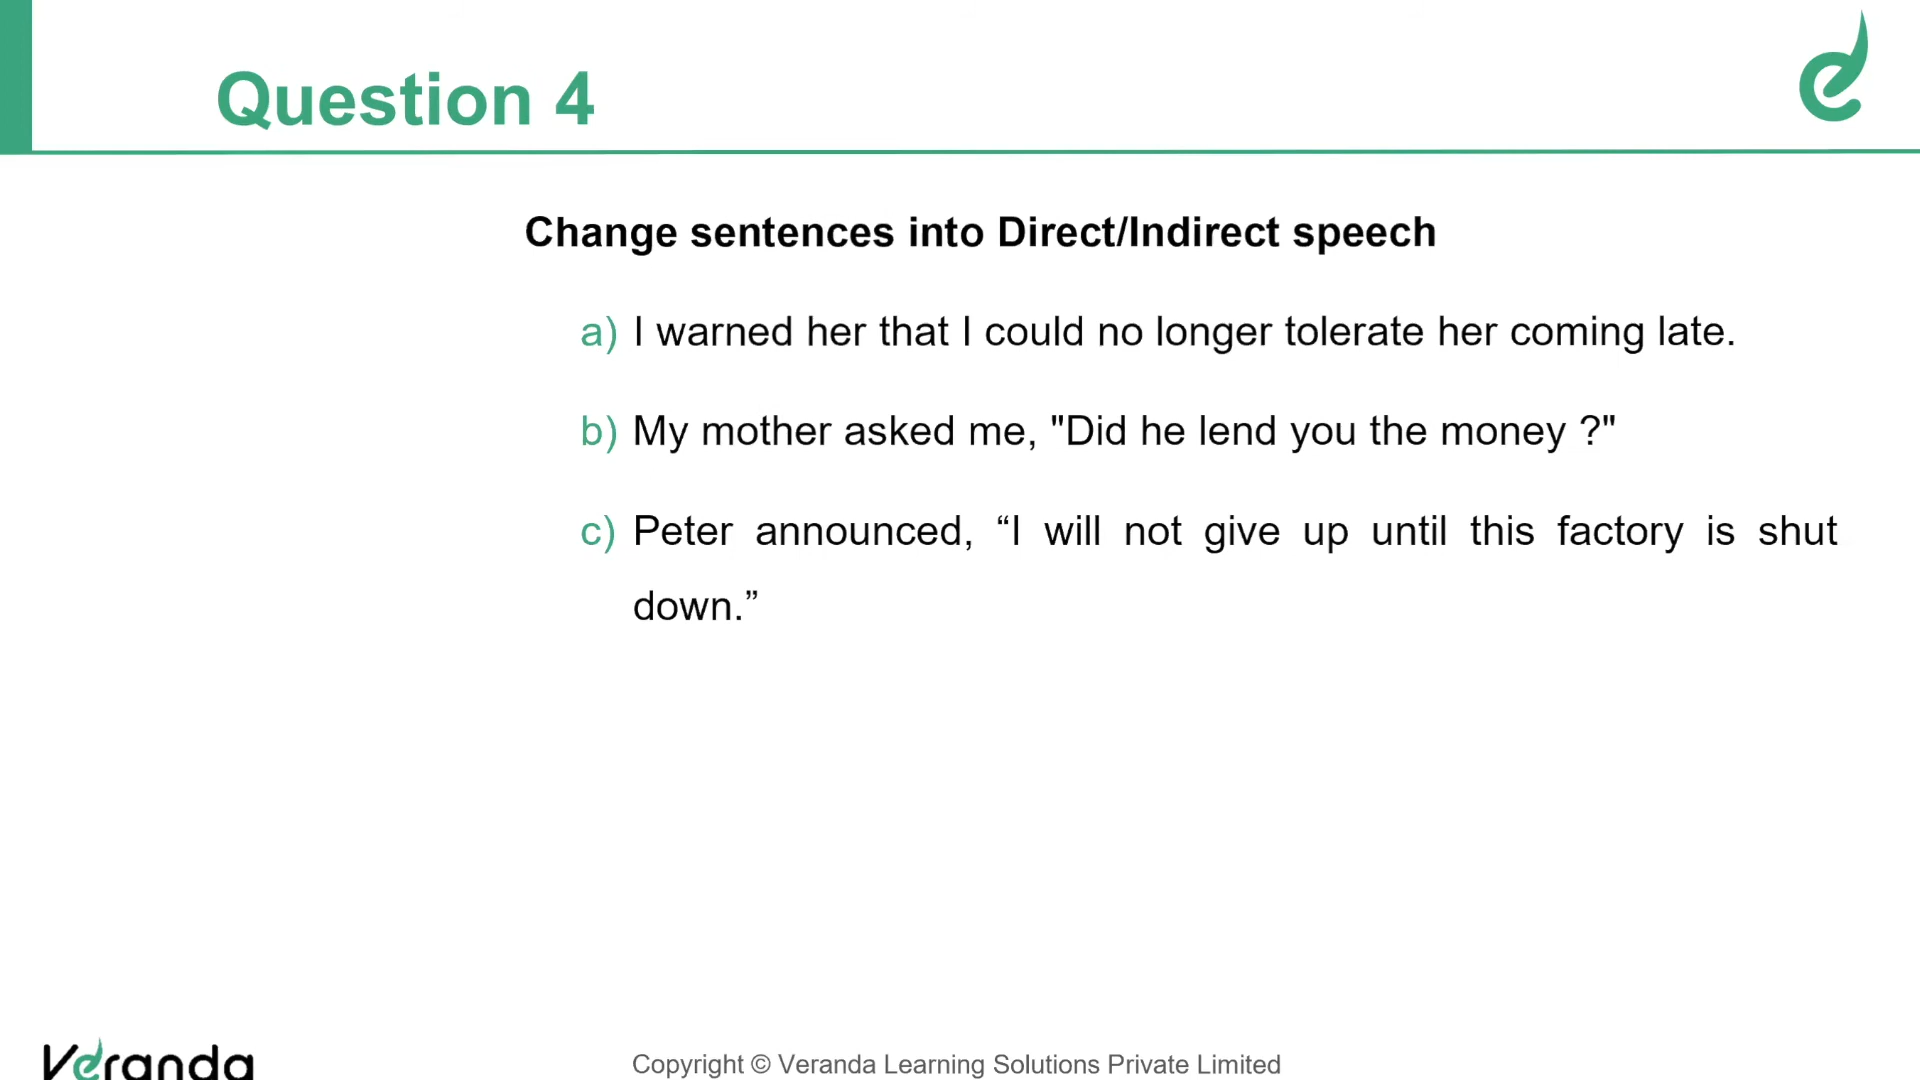 Question 4
Change sentences into Direct/Indirect speech
a) I warned her that I could no longer tolerate her coming late.
b) My mother asked me, "Did he lend you the money ?"
c) Peter announced, “I will not give up until this factory is shut
down.”
Veranda
Copyright © Veranda Learning Solutions Private Limited